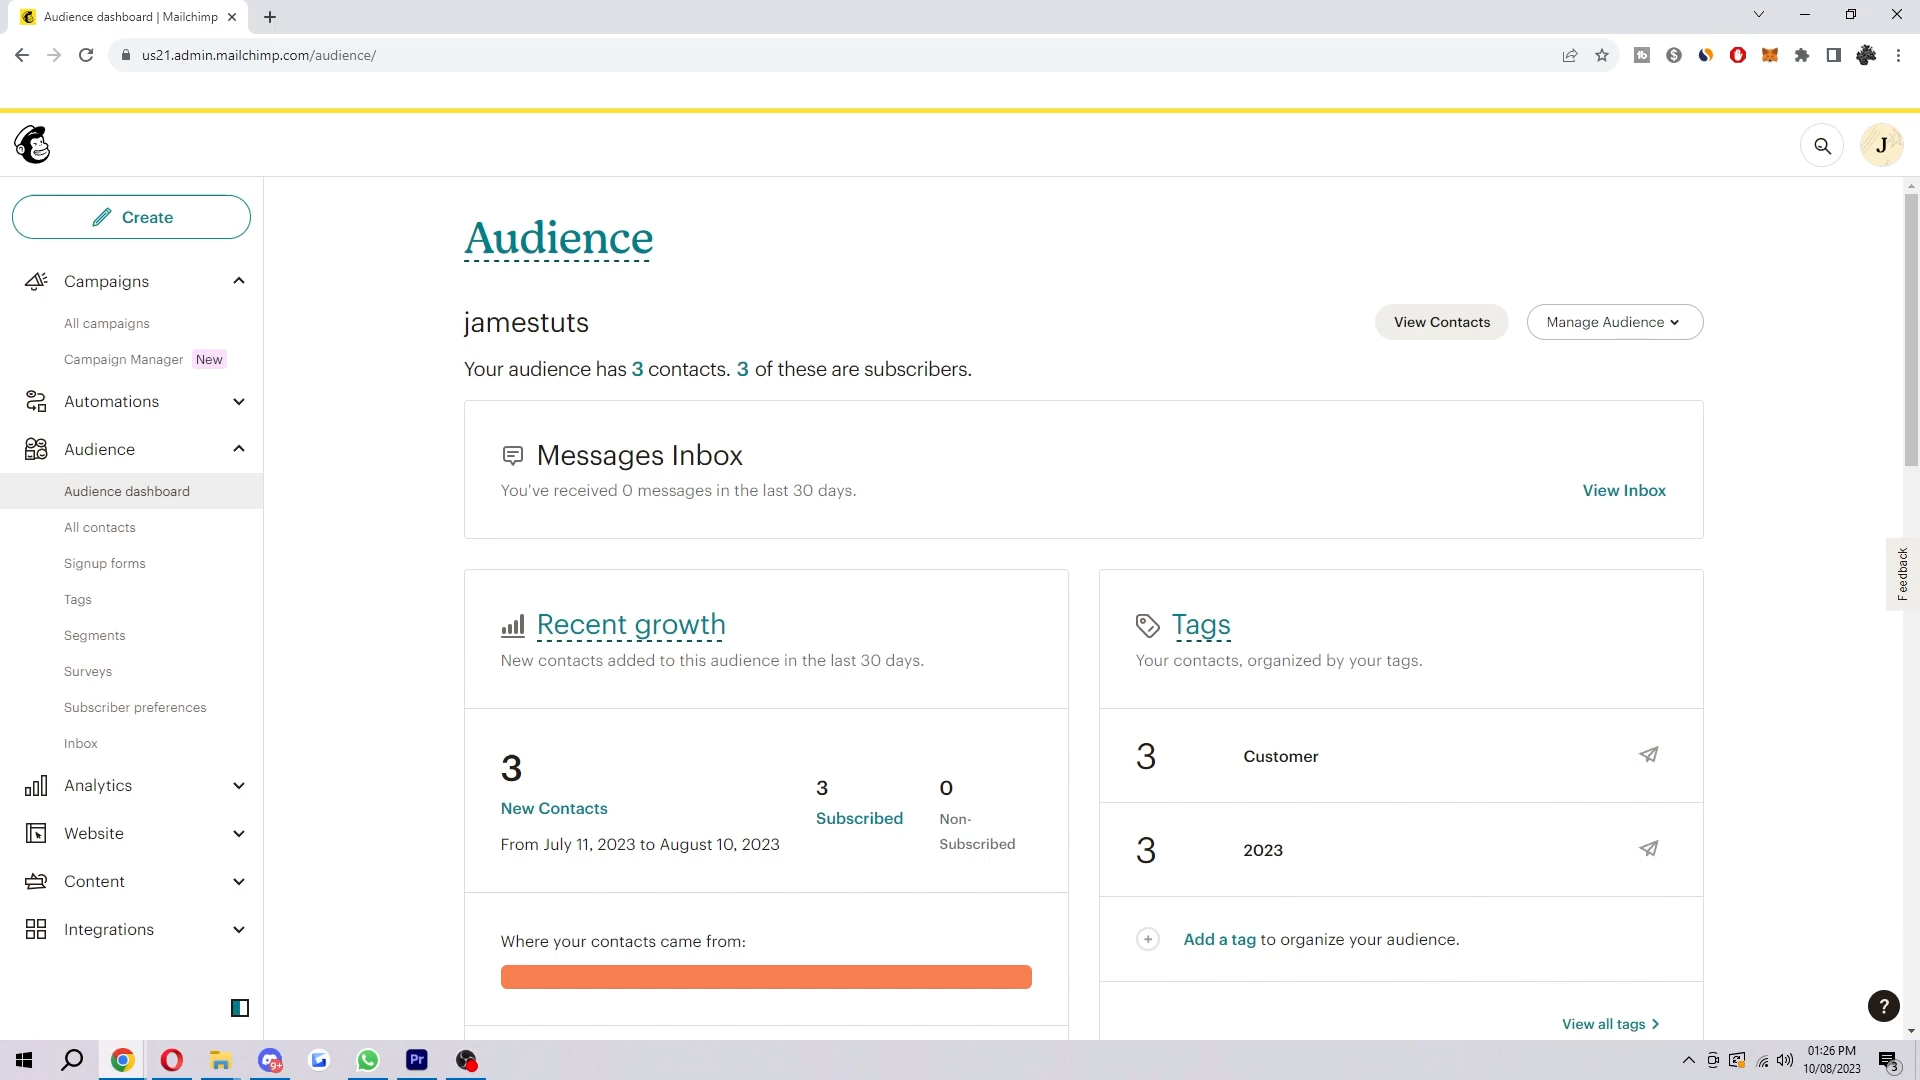 Audience dashboard | Mailchimp
us21.admin.mailchimp.com/audience/
J
Create
Campaigns
All campaigns
Campaign Manager New
Automations
Audience
Audience dashboard
All contacts
Signup forms
Tags
Segments
Surveys
Subscriber preferences
Inbox
Analytics
Website
Content
Integrations
Audience
jamestuts
View Contacts
Manage Audience
Your audience has 3 contacts. 3 of these are subscribers.
Messages Inbox
You've received 0 messages in the last 30 days.
View Inbox
Recent growth
New contacts added to this audience in the last 30 days.
3
New Contacts
From July 11, 2023 to August 10, 2023
3
Subscribed
0
Non-
Subscribed
Where your contacts came from:
Tags
Your contacts, organized by your tags.
3 Customer
3 2023
Add a tag to organize your audience.
View all tags
Feedback
?
9+
Pr
01:26 PM
10/08/2023
3